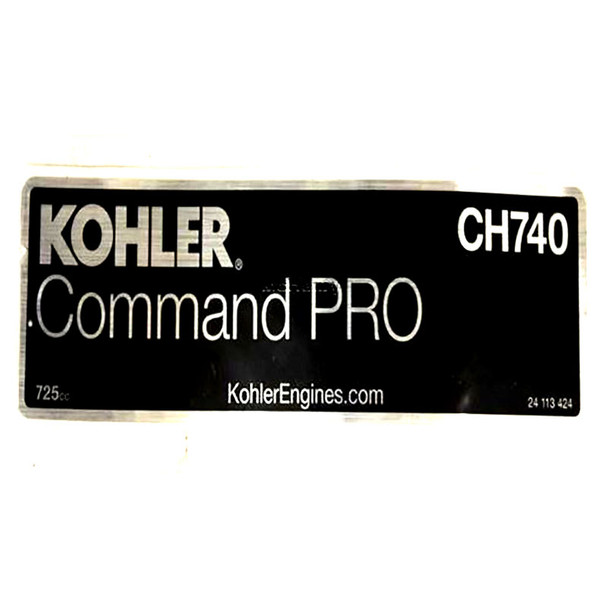 KOHLER®
CH740
Command PRO
725cc
KohlerEngines.com
24 113 424